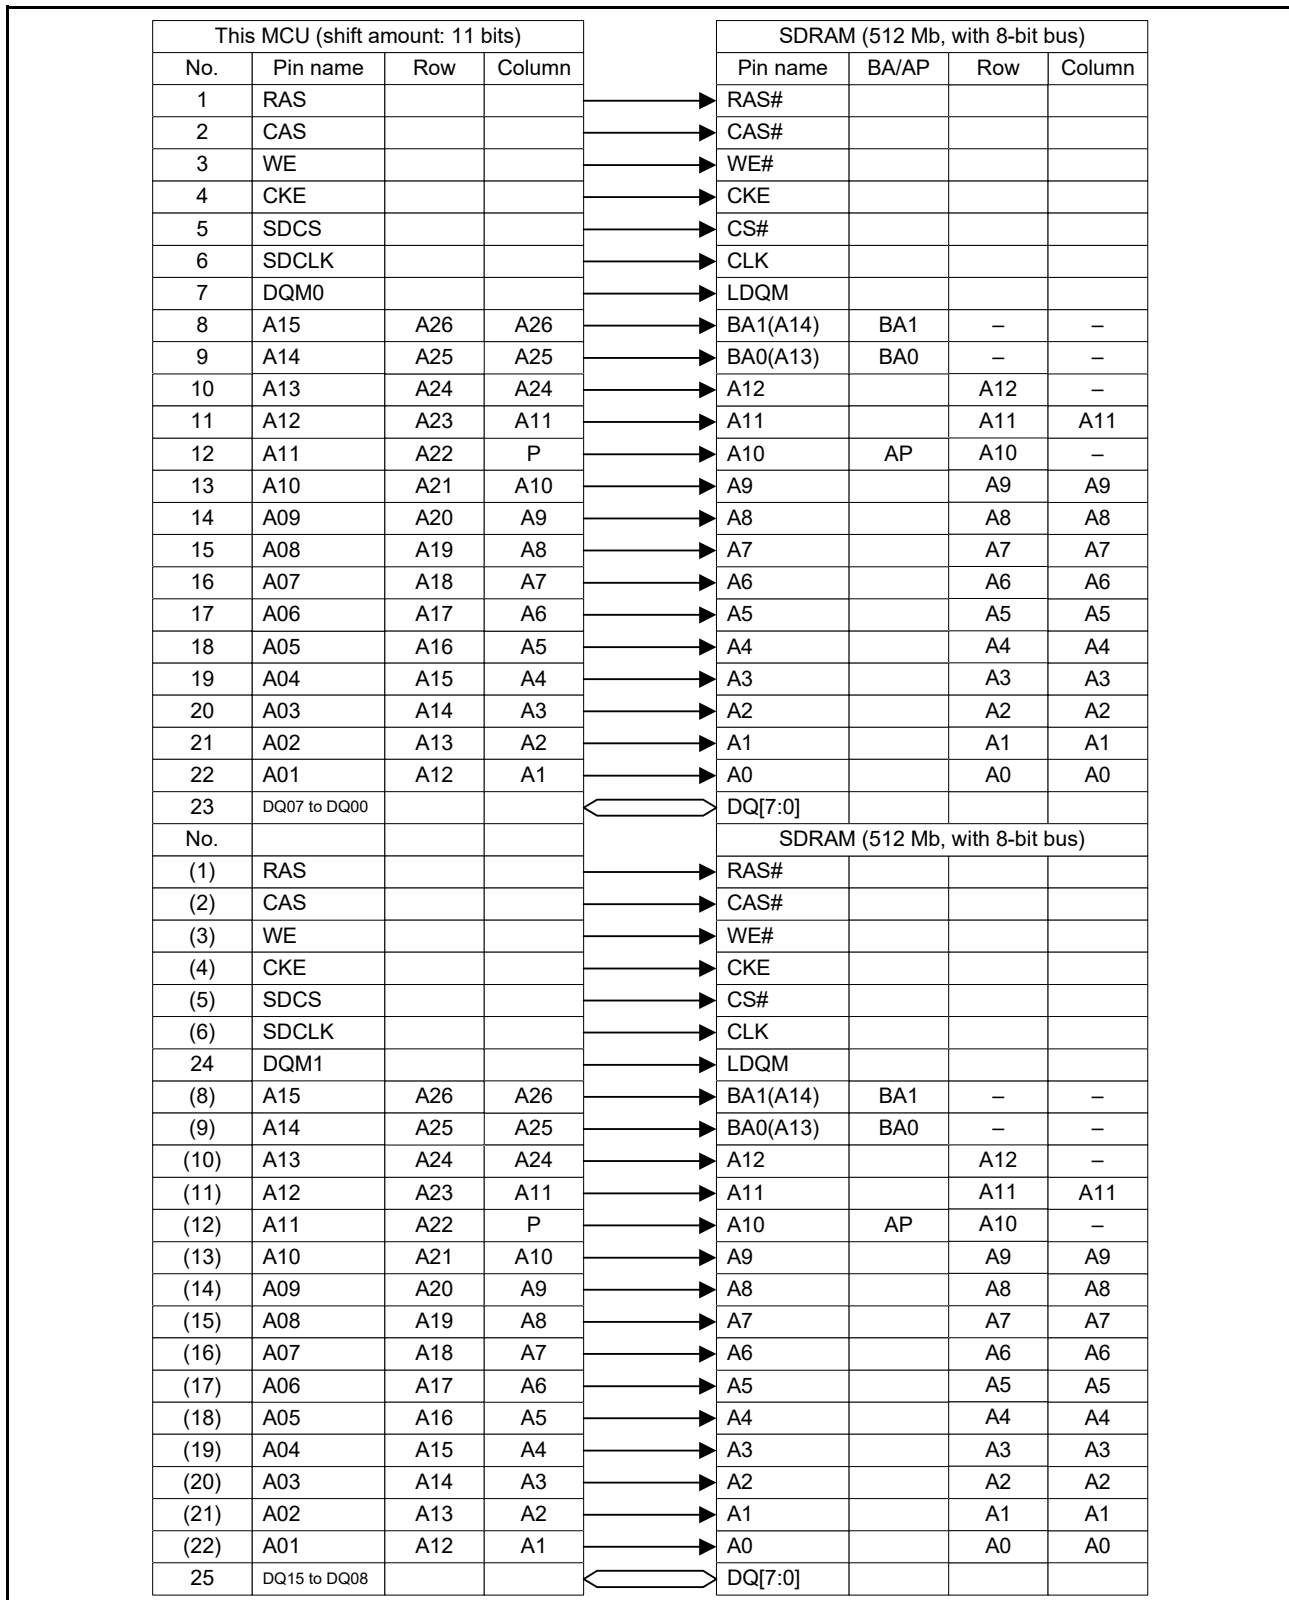 This MCU (shift amount: 11 bits) SDRAM (512 Mb, with 8-bit bus)
No. Pin name Row Column Pin name BA/AP Row Column
1 RAS RAS#
2 CAS CAS#
3 WE WE#
4 CKE CKE
5 SDCS CS#
6 SDCLK CLK
7 DQM0 LDQM
8 A15 A26 A26 BA1(A14) BA1 – –
9 A14 A25 A25 BA0(A13) BA0 – –
10 A13 A24 A24 A12 A12 –
11 A12 A23 A11 A11 A11 A11
12 A11 A22 P A10 AP A10 –
13 A10 A21 A10 A9 A9 A9
14 A09 A20 A9 A8 A8 A8
15 A08 A19 A8 A7 A7 A7
16 A07 A18 A7 A6 A6 A6
17 A06 A17 A6 A5 A5 A5
18 A05 A16 A5 A4 A4 A4
19 A04 A15 A4 A3 A3 A3
20 A03 A14 A3 A2 A2 A2
21 A02 A13 A2 A1 A1 A1
22 A01 A12 A1 A0 A0 A0
23 DQ07 to DQ00 DQ[7:0]
No. SDRAM (512 Mb, with 8-bit bus)
(1) RAS RAS#
(2) CAS CAS#
(3) WE WE#
(4) CKE CKE
(5) SDCS CS#
(6) SDCLK CLK
24 DQM1 LDQM
(8) A15 A26 A26 BA1(A14) BA1 – –
(9) A14 A25 A25 BA0(A13) BA0 – –
(10) A13 A24 A24 A12 A12 –
(11) A12 A23 A11 A11 A11 A11
(12) A11 A22 P A10 AP A10 –
(13) A10 A21 A10 A9 A9 A9
(14) A09 A20 A9 A8 A8 A8
(15) A08 A19 A8 A7 A7 A7
(16) A07 A18 A7 A6 A6 A6
(17) A06 A17 A6 A5 A5 A5
(18) A05 A16 A5 A4 A4 A4
(19) A04 A15 A4 A3 A3 A3
(20) A03 A14 A3 A2 A2 A2
(21) A02 A13 A2 A1 A1 A1
(22) A01 A12 A1 A0 A0 A0
25 DQ15 to DQ08 DQ[7:0]